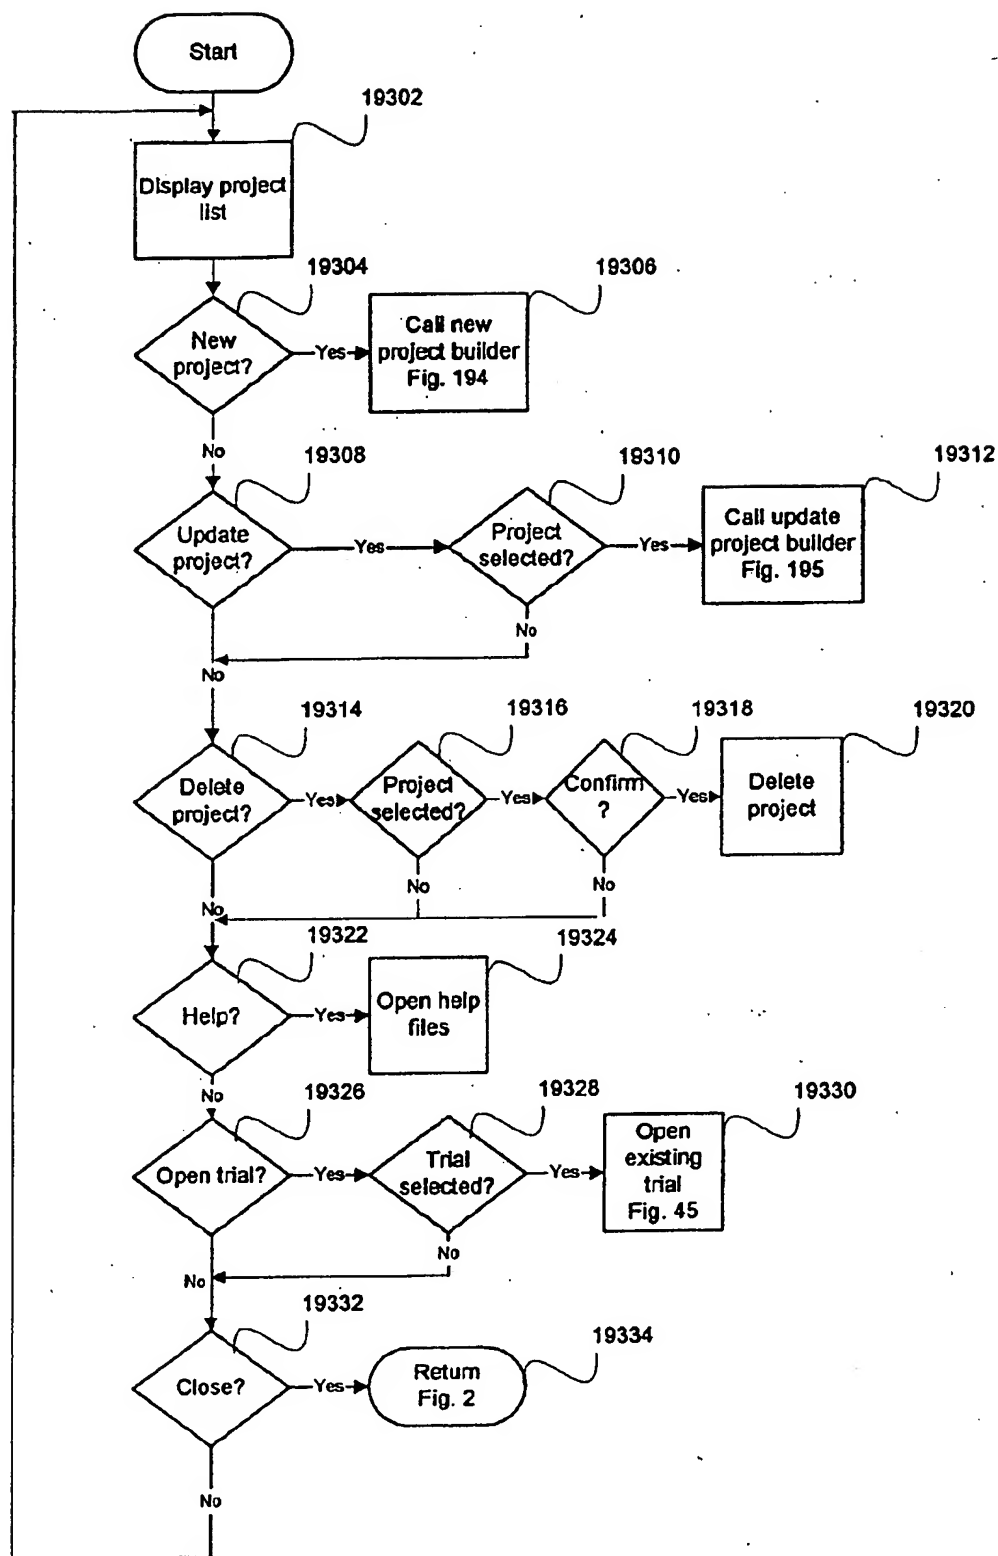 Start
19302
Display project
list
19304
19306
New
project?
Yes
Call new
project builder
Fig. 194
No
19308
19310
19312
Update
project?
Yes
Project
selected?
Yes
Call update
project builder
Fig. 195
No
No
19314
19316
19318
19320
Delete
project?
Yes
Project
selected?
Yes
Confirm
?
Yes
Delete
project
No
No
No
19322
19324
Help?
Yes
Open help
files
No
19326
19328
19330
Open trial?
Yes
Trial
selected?
Yes
Open
existing
trial
Fig. 45
No
No
19332
19334
Close?
Yes
Return
Fig. 2
No